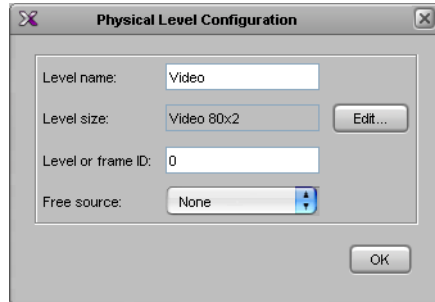 Physical Level Configuration
Level name: Video
Level size: Video 80x2 Edit...
Level or frame ID: 0
Free source: None
OK